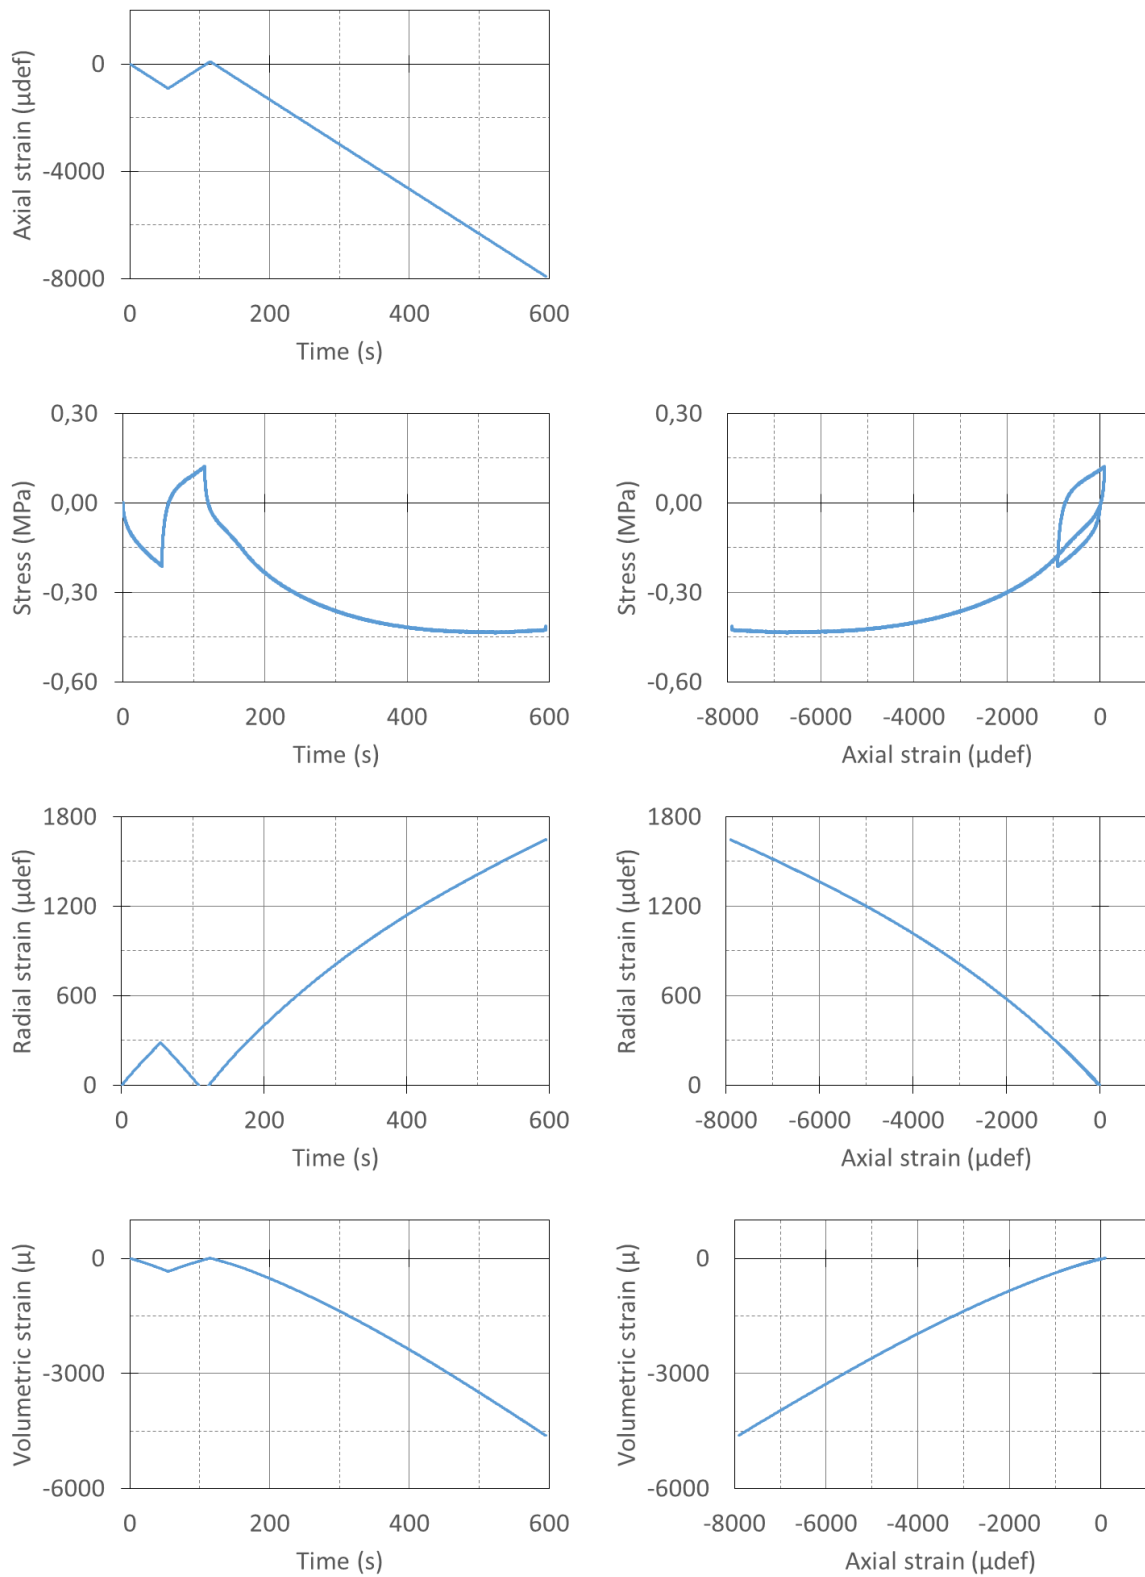 Axial strain (µdef)
0
-4000
-8000
0 200 400 600
Time (s)
Stress (MPa)
0,30
0,00
-0,30
-0,60
0 200 400 600
Time (s)
Stress (MPa)
0,30
0,00
-0,30
-0,60
-8000 -6000 -4000 -2000 0
Axial strain (µdef)
Radial strain (µdef)
1800
1200
600
0
0 200 400 600
Time (s)
Radial strain (µdef)
1800
1200
600
0
-8000 -6000 -4000 -2000 0
Axial strain (µdef)
Volumetric strain (µ)
0
-3000
-6000
0 200 400 600
Time (s)
Volumetric strain (µ)
0
-3000
-6000
-8000 -6000 -4000 -2000 0
Axial strain (µdef)